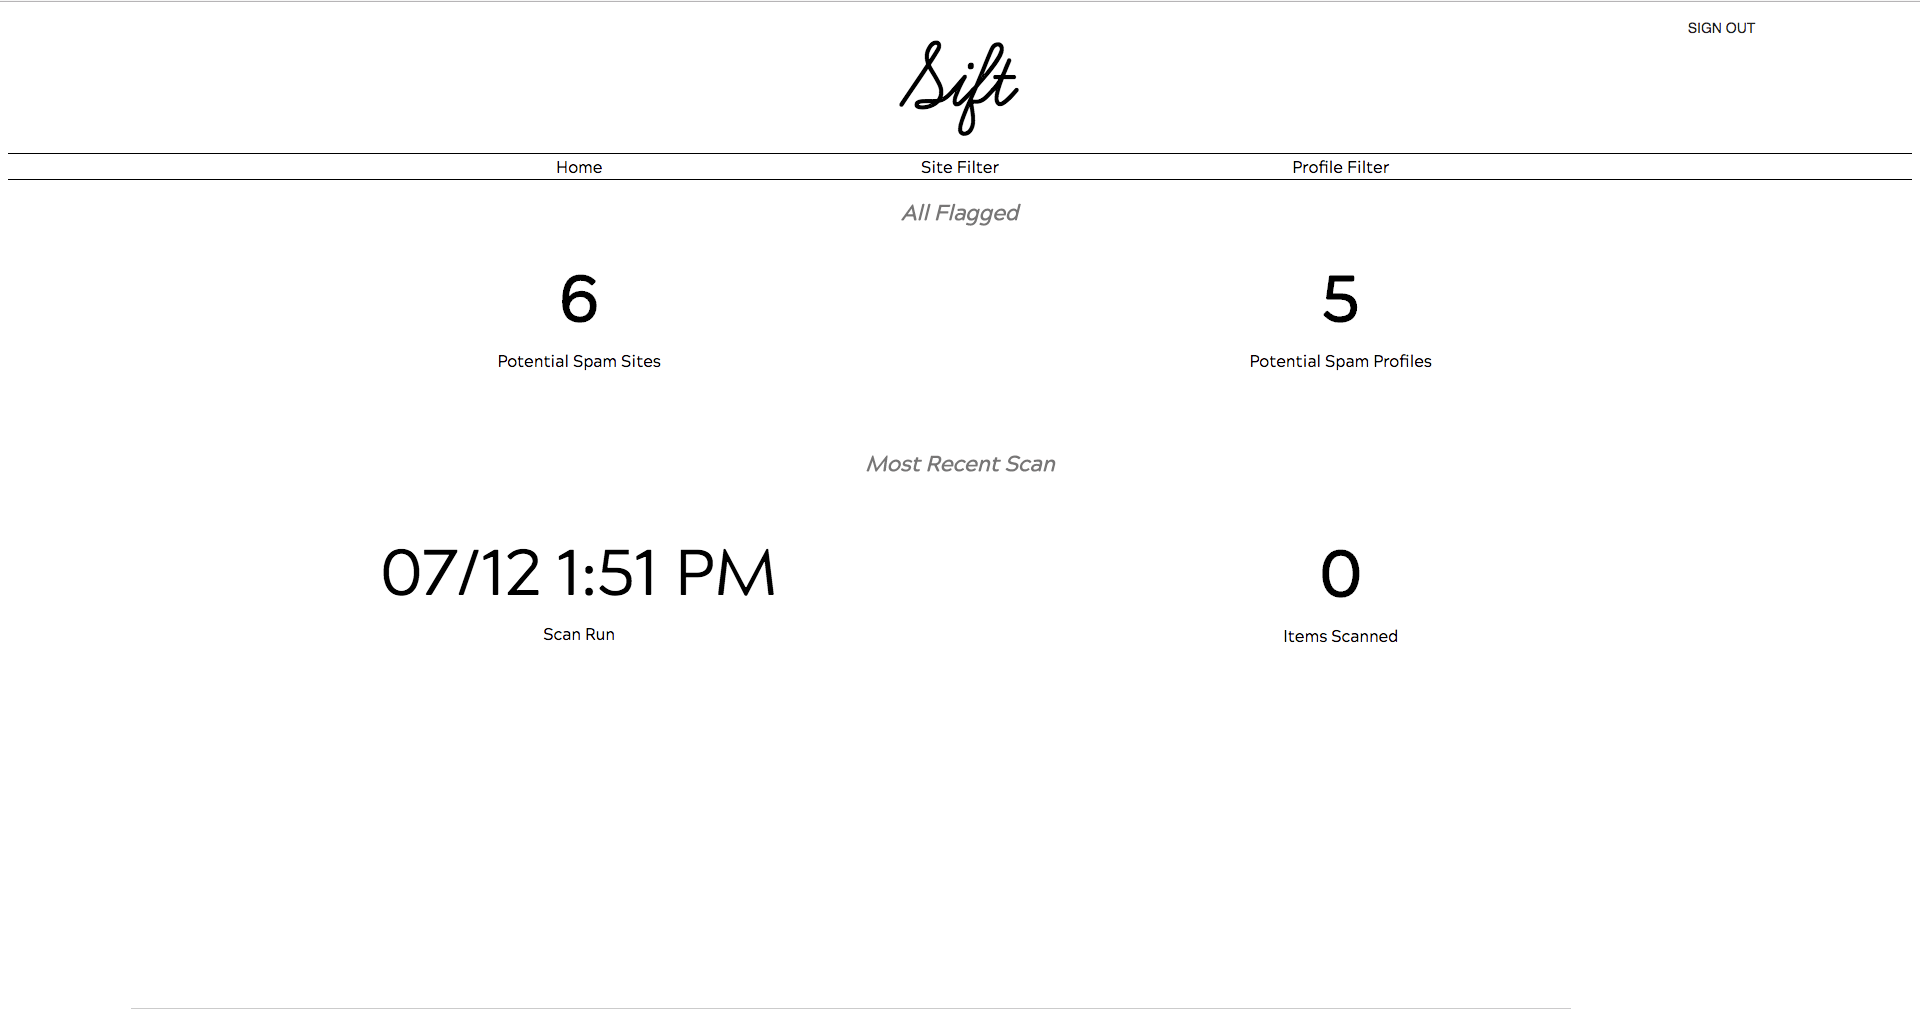 SIGN OUT
Sift
Home Site Filter Profile Filter
All Flagged
6 5
Potential Spam Sites Potential Spam Profiles
Most Recent Scan
07/12 1:51 PM 0
Scan Run Items Scanned